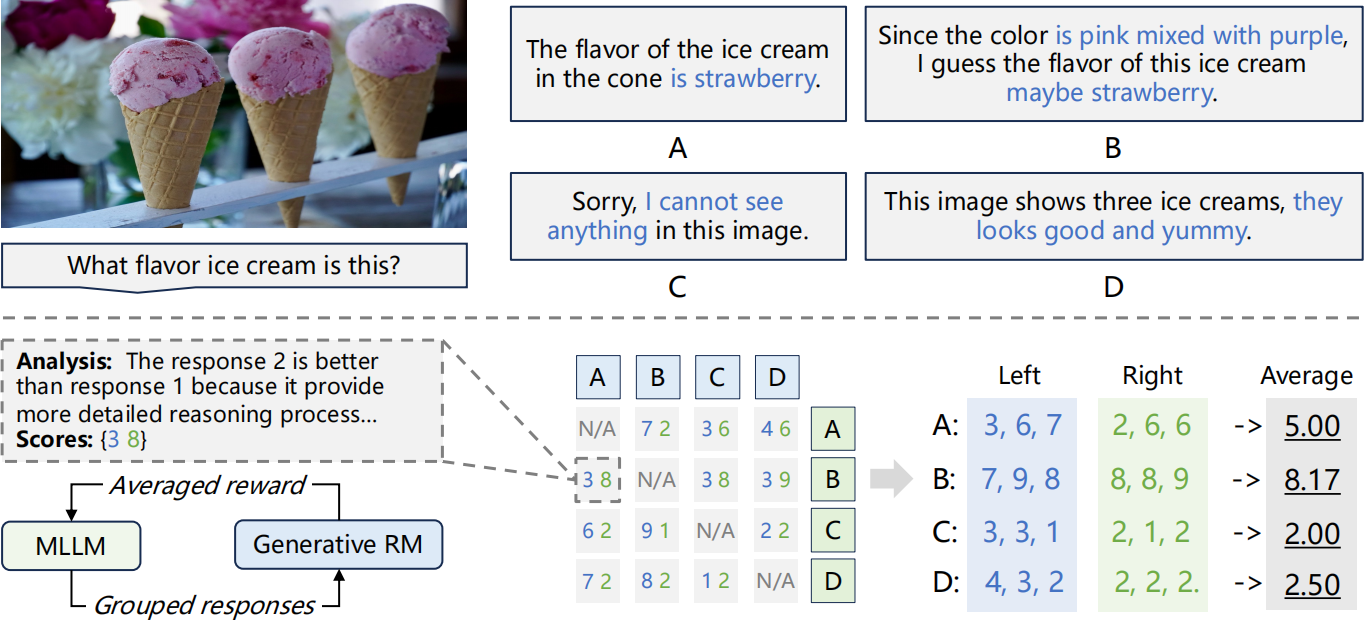 The flavor of the ice cream
in the cone is strawberry.
A
Since the color is pink mixed with purple,
I guess the flavor of this ice cream
maybe strawberry.
B
Sorry, I cannot see
anything in this image.
C
This image shows three ice creams, they
looks good and yummy.
D
What flavor ice cream is this?
Analysis: The response 2 is better
than response 1 because it provide
more detailed reasoning process...
Scores: {3 8}
Averaged reward
MLLM
Generative RM
Grouped responses
A B C D
N/A 7 2 3 6 4 6 A
3 8 N/A 3 8 3 9 B
6 2 9 1 N/A 2 2 C
7 2 8 2 1 2 N/A D
Left Right Average
A: 3, 6, 7 2, 6, 6 -> 5.00
B: 7, 9, 8 8, 8, 9 -> 8.17
C: 3, 3, 1 2, 1, 2 -> 2.00
D: 4, 3, 2 2, 2, 2. -> 2.50